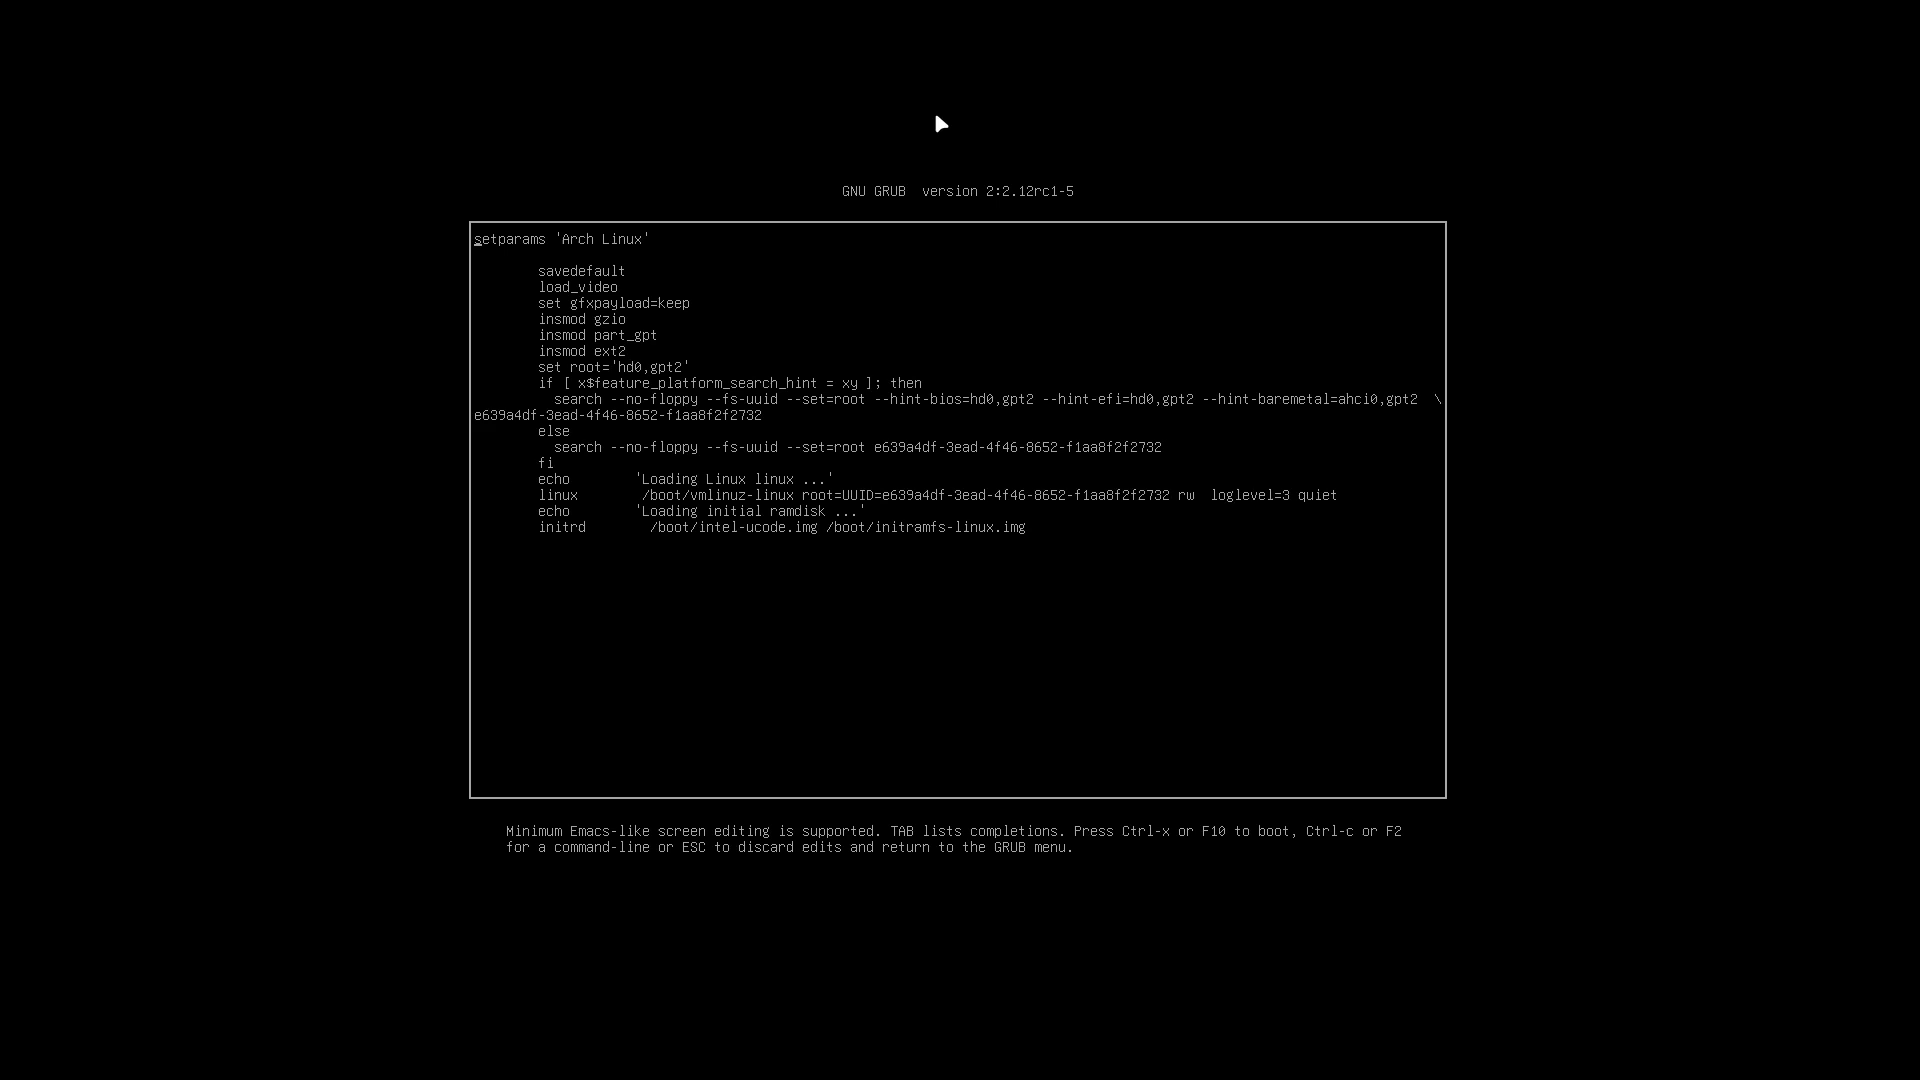 GNU GRUB  version 2:2.12rc1-5
setparams 'Arch Linux'
savedefault
load_video
set gfxpayload=keep
insmod gzio
insmod part_gpt
insmod ext2
set root='hd0,gpt2'
if [ x$feature_platform_search_hint = xy ]; then
search --no-floppy --fs-uuid --set=root --hint-bios=hd0,gpt2 --hint-efi=hd0,gpt2 --hint-baremetal=ahci0,gpt2  \
e639a4df-3ead-4f46-8652-f1aa8f2f2732
else
search --no-floppy --fs-uuid --set=root e639a4df-3ead-4f46-8652-f1aa8f2f2732
fi
echo        'Loading Linux linux ...'
linux        /boot/vmlinuz-linux root=UUID=e639a4df-3ead-4f46-8652-f1aa8f2f2732 rw  loglevel=3 quiet
echo        'Loading initial ramdisk ...'
initrd        /boot/intel-ucode.img /boot/initramfs-linux.img
Minimum Emacs-like screen editing is supported. TAB lists completions. Press Ctrl-x or F10 to boot, Ctrl-c or F2
for a command-line or ESC to discard edits and return to the GRUB menu.